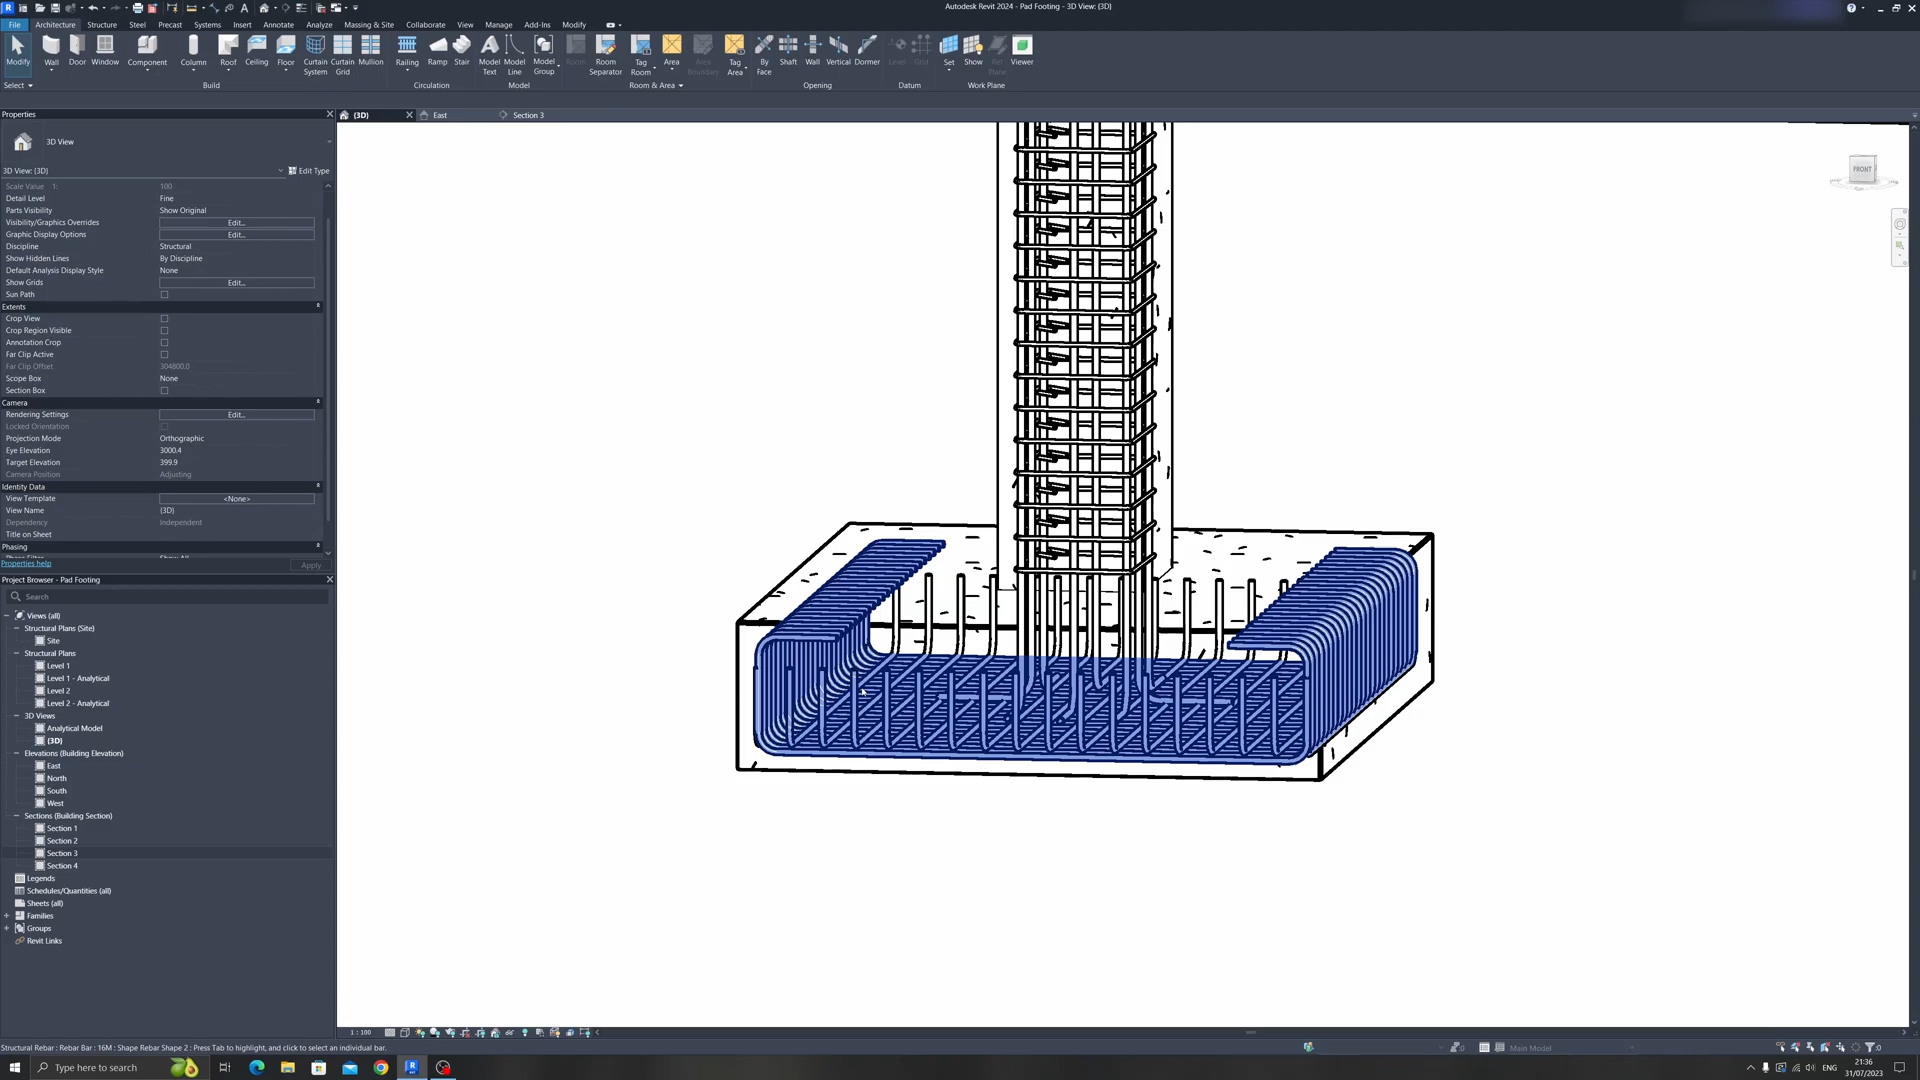 Autodesk Revit 2024 - Pad Footing - 3D View: {3D}
File Architecture Structure Steel Precast Systems Insert Annotate Analyze Massing & Site Collaborate View Manage Add-Ins Modify
Modify Wall Door Window Component Column Roof Ceiling Floor Curtain System Curtain Grid Mullion Railing Ramp Stair Model Text Model Line Model Group Room Room Separator Tag Room Area Area Boundary Tag Area By Face Shaft Wall Vertical Dormer Level Grid Set Show Ref Plane Viewer
Select Build Circulation Model Room & Area Opening Datum Work Plane
Properties
{3D} East Section 3
3D View
3D View: {3D} Edit Type
Scale Value 1: 100
Detail Level Fine
Parts Visibility Show Original
Visibility/Graphics Overrides Edit...
Graphic Display Options Edit...
Discipline Structural
Show Hidden Lines By Discipline
Default Analysis Display Style None
Show Grids Edit...
Sun Path
Extents
Crop View
Crop Region Visible
Annotation Crop
Far Clip Active
Far Clip Offset 304800.0
Scope Box None
Section Box
Camera
Rendering Settings Edit...
Locked Orientation
Projection Mode Orthographic
Eye Elevation 3000.4
Target Elevation 399.9
Camera Position Adjusting
Identity Data
View Template <None>
View Name {3D}
Dependency Independent
Title on Sheet
Phasing
Properties help Apply
Project Browser - Pad Footing
Search
Views (all)
Structural Plans (Site)
Site
Structural Plans
Level 1
Level 1 - Analytical
Level 2
Level 2 - Analytical
3D Views
Analytical Model
{3D}
Elevations (Building Elevation)
East
North
South
West
Sections (Building Section)
Section 1
Section 2
Section 3
Section 4
Legends
Schedules/Quantities (all)
Sheets (all)
Families
Groups
Revit Links
FRONT
1 : 100
Structural Rebar : Rebar Bar : 16M : Shape Rebar Shape 2 : Press Tab to highlight, and click to select an individual bar.
:0 Main Model :0
Type here to search
ENG
21:36
31/07/2023